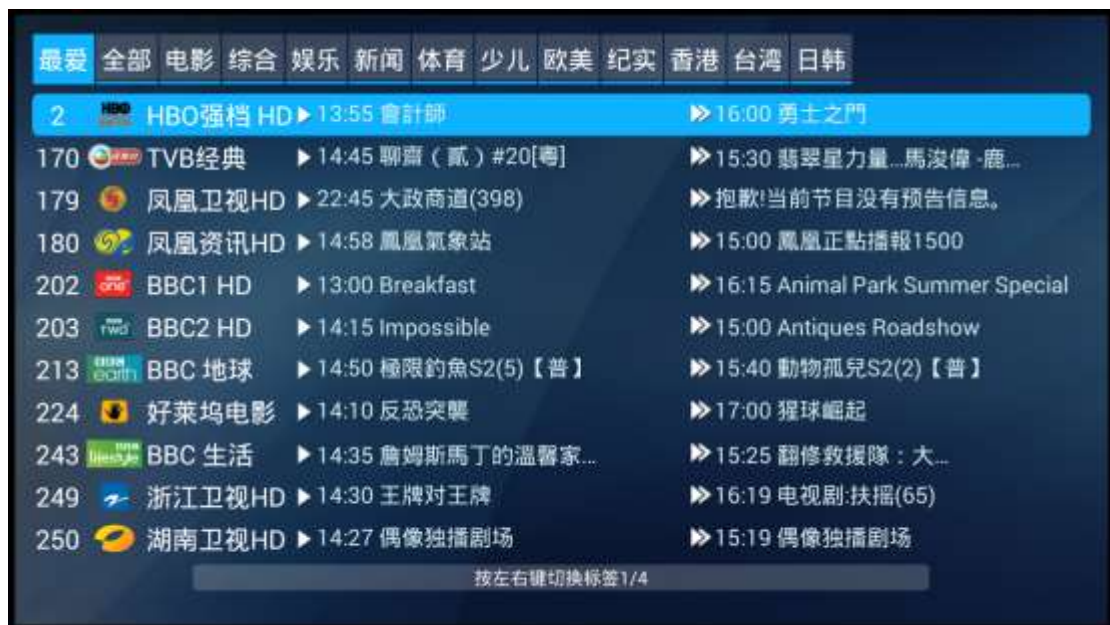 最爱 全部 电影 综合 娱乐 新闻 体育 少儿 欧美 纪实 香港 台湾 日韩
2 HBO HBO强档 HD 13:55 會計師 16:00 勇士之門
170 TVB经典 14:45 聊齋（貳）#20[粵] 15:30 翡翠星力量...馬浚偉 -鹿...
179 凤凰卫视HD 22:45 大政商道(398) 抱歉!当前节目没有预告信息。
180 凤凰资讯HD 14:58 鳳凰氣象站 15:00 鳳凰正點播報1500
202 one BBC1 HD 13:00 Breakfast 16:15 Animal Park Summer Special
203 two BBC2 HD 14:15 Impossible 15:00 Antiques Roadshow
213 BBC earth BBC 地球 14:50 極限釣魚S2(5)【普】 15:40 動物孤兒S2(2)【普】
224 好莱坞电影 14:10 反恐突襲 17:00 猩球崛起
243 lifestyle BBC 生活 14:35 詹姆斯馬丁的溫馨家... 15:25 翻修救援隊：大...
249 浙江卫视HD 14:30 王牌对王牌 16:19 电视剧:扶摇(65)
250 湖南卫视HD 14:27 偶像独播剧场 15:19 偶像独播剧场
按左右键切换标签1/4